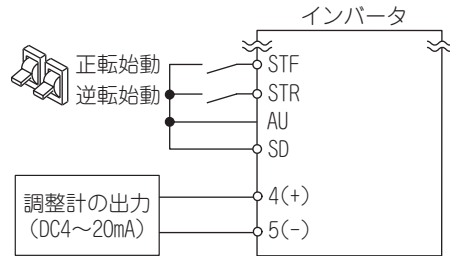 インバータ
正転始動
STF
逆転始動
STR
AU
SD
調整計の出力
(DC4～20mA)
4(+)
5(−)